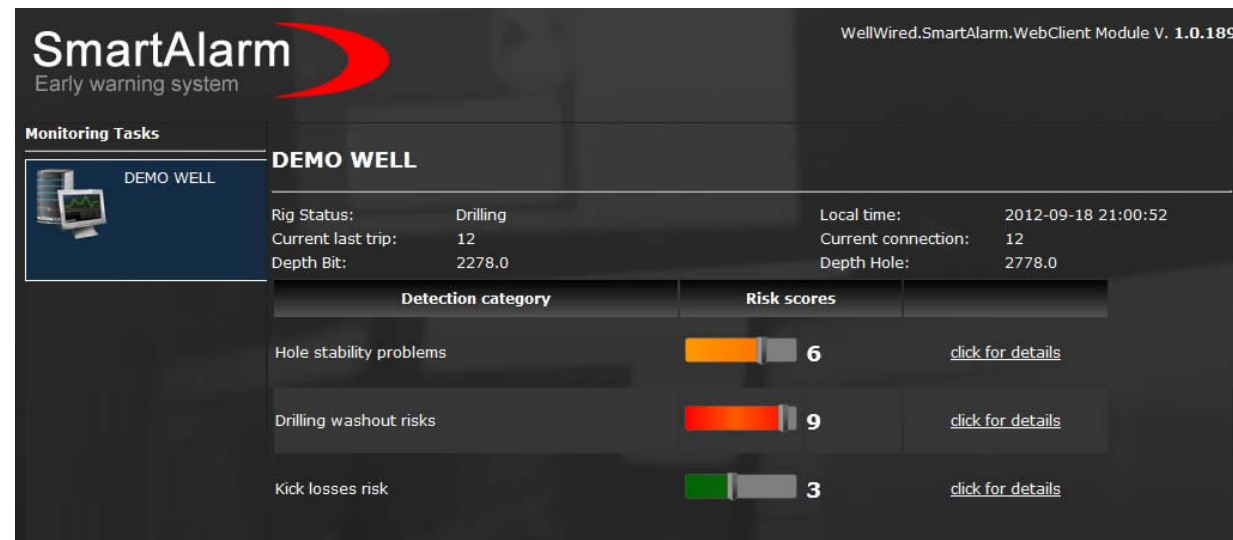 SmartAlarm
Early warning system
WellWired.SmartAlarm.WebClient Module V. 1.0.189
Monitoring Tasks
DEMO WELL
DEMO WELL
Rig Status: Drilling Local time: 2012-09-18 21:00:52
Current last trip: 12 Current connection: 12
Depth Bit: 2278.0 Depth Hole: 2778.0
Detection category Risk scores
Hole stability problems 6 click for details
Drilling washout risks 9 click for details
Kick losses risk 3 click for details